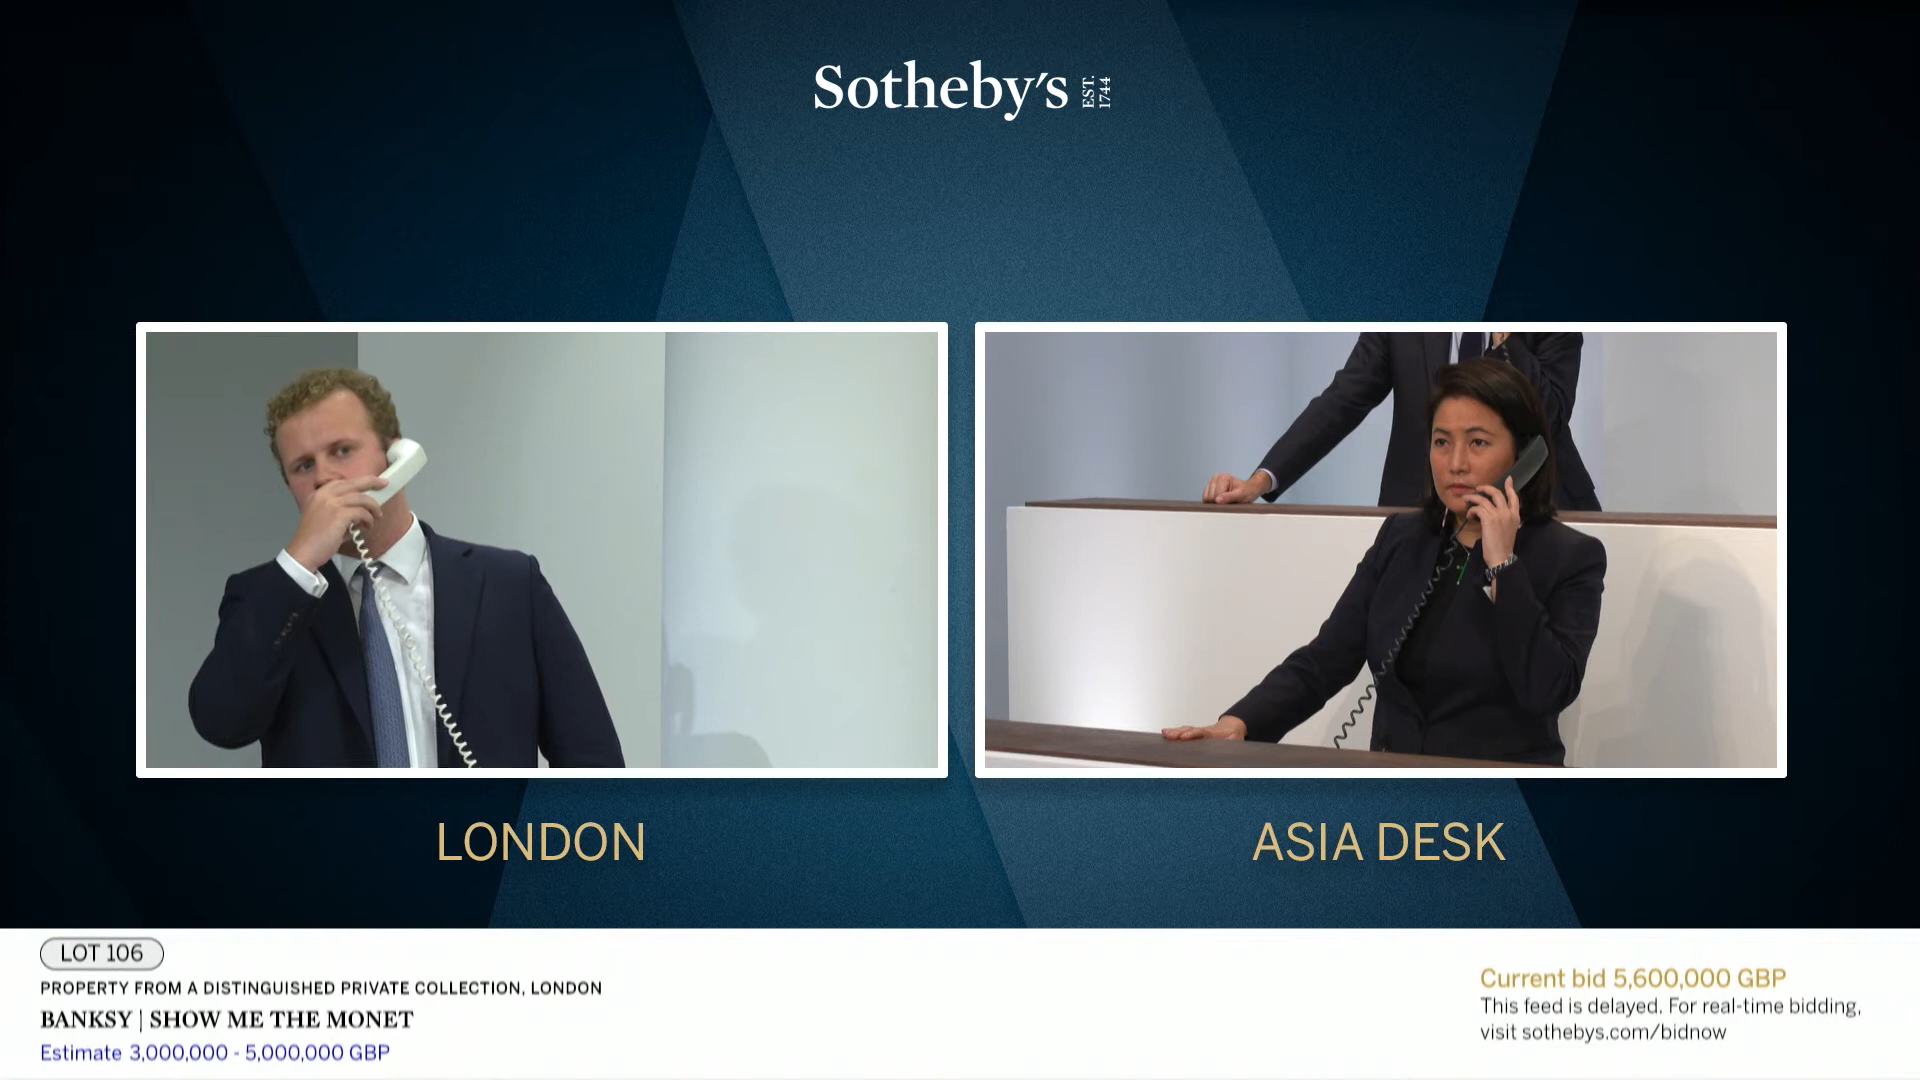 Sotheby's EST. 1744
LONDON
ASIA DESK
LOT 106
PROPERTY FROM A DISTINGUISHED PRIVATE COLLECTION, LONDON
BANKSY | SHOW ME THE MONET
Estimate 3,000,000 - 5,000,000 GBP
Current bid 5,600,000 GBP
This feed is delayed. For real-time bidding,
visit sothebys.com/bidnow